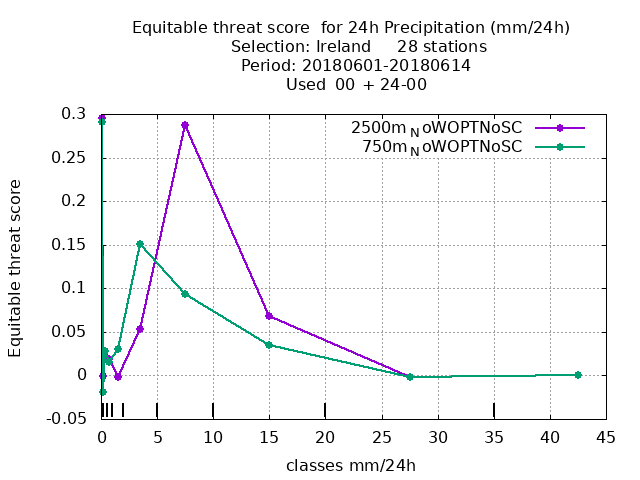 Equitable threat score for 24h Precipitation (mm/24h)
Selection: Ireland 28 stations
Period: 20180601-20180614
Used 00 + 24-00
2500m_NoWOPTNoSC
750m_NoWOPTNoSC
Equitable threat score
0.3
0.25
0.2
0.15
0.1
0.05
0
-0.05
0 5 10 15 20 25 30 35 40 45
classes mm/24h